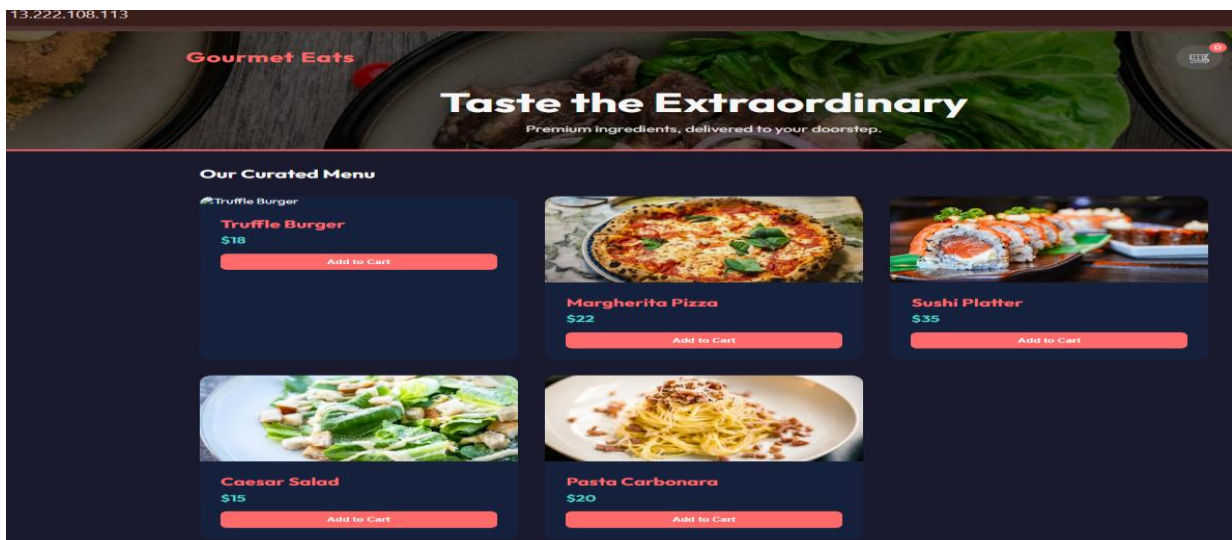 13.222.108.113
Gourmet Eats
0
Taste the Extraordinary
Premium ingredients, delivered to your doorstep.
Our Curated Menu
Truffle Burger
Truffle Burger
$18
Add to Cart
Margherita Pizza
$22
Add to Cart
Sushi Platter
$35
Add to Cart
Caesar Salad
$15
Add to Cart
Pasta Carbonara
$20
Add to Cart